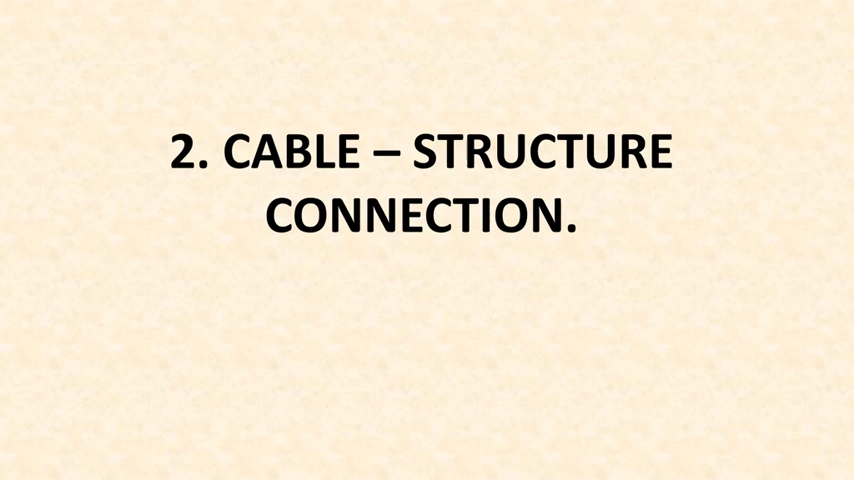 2. CABLE – STRUCTURE
CONNECTION.